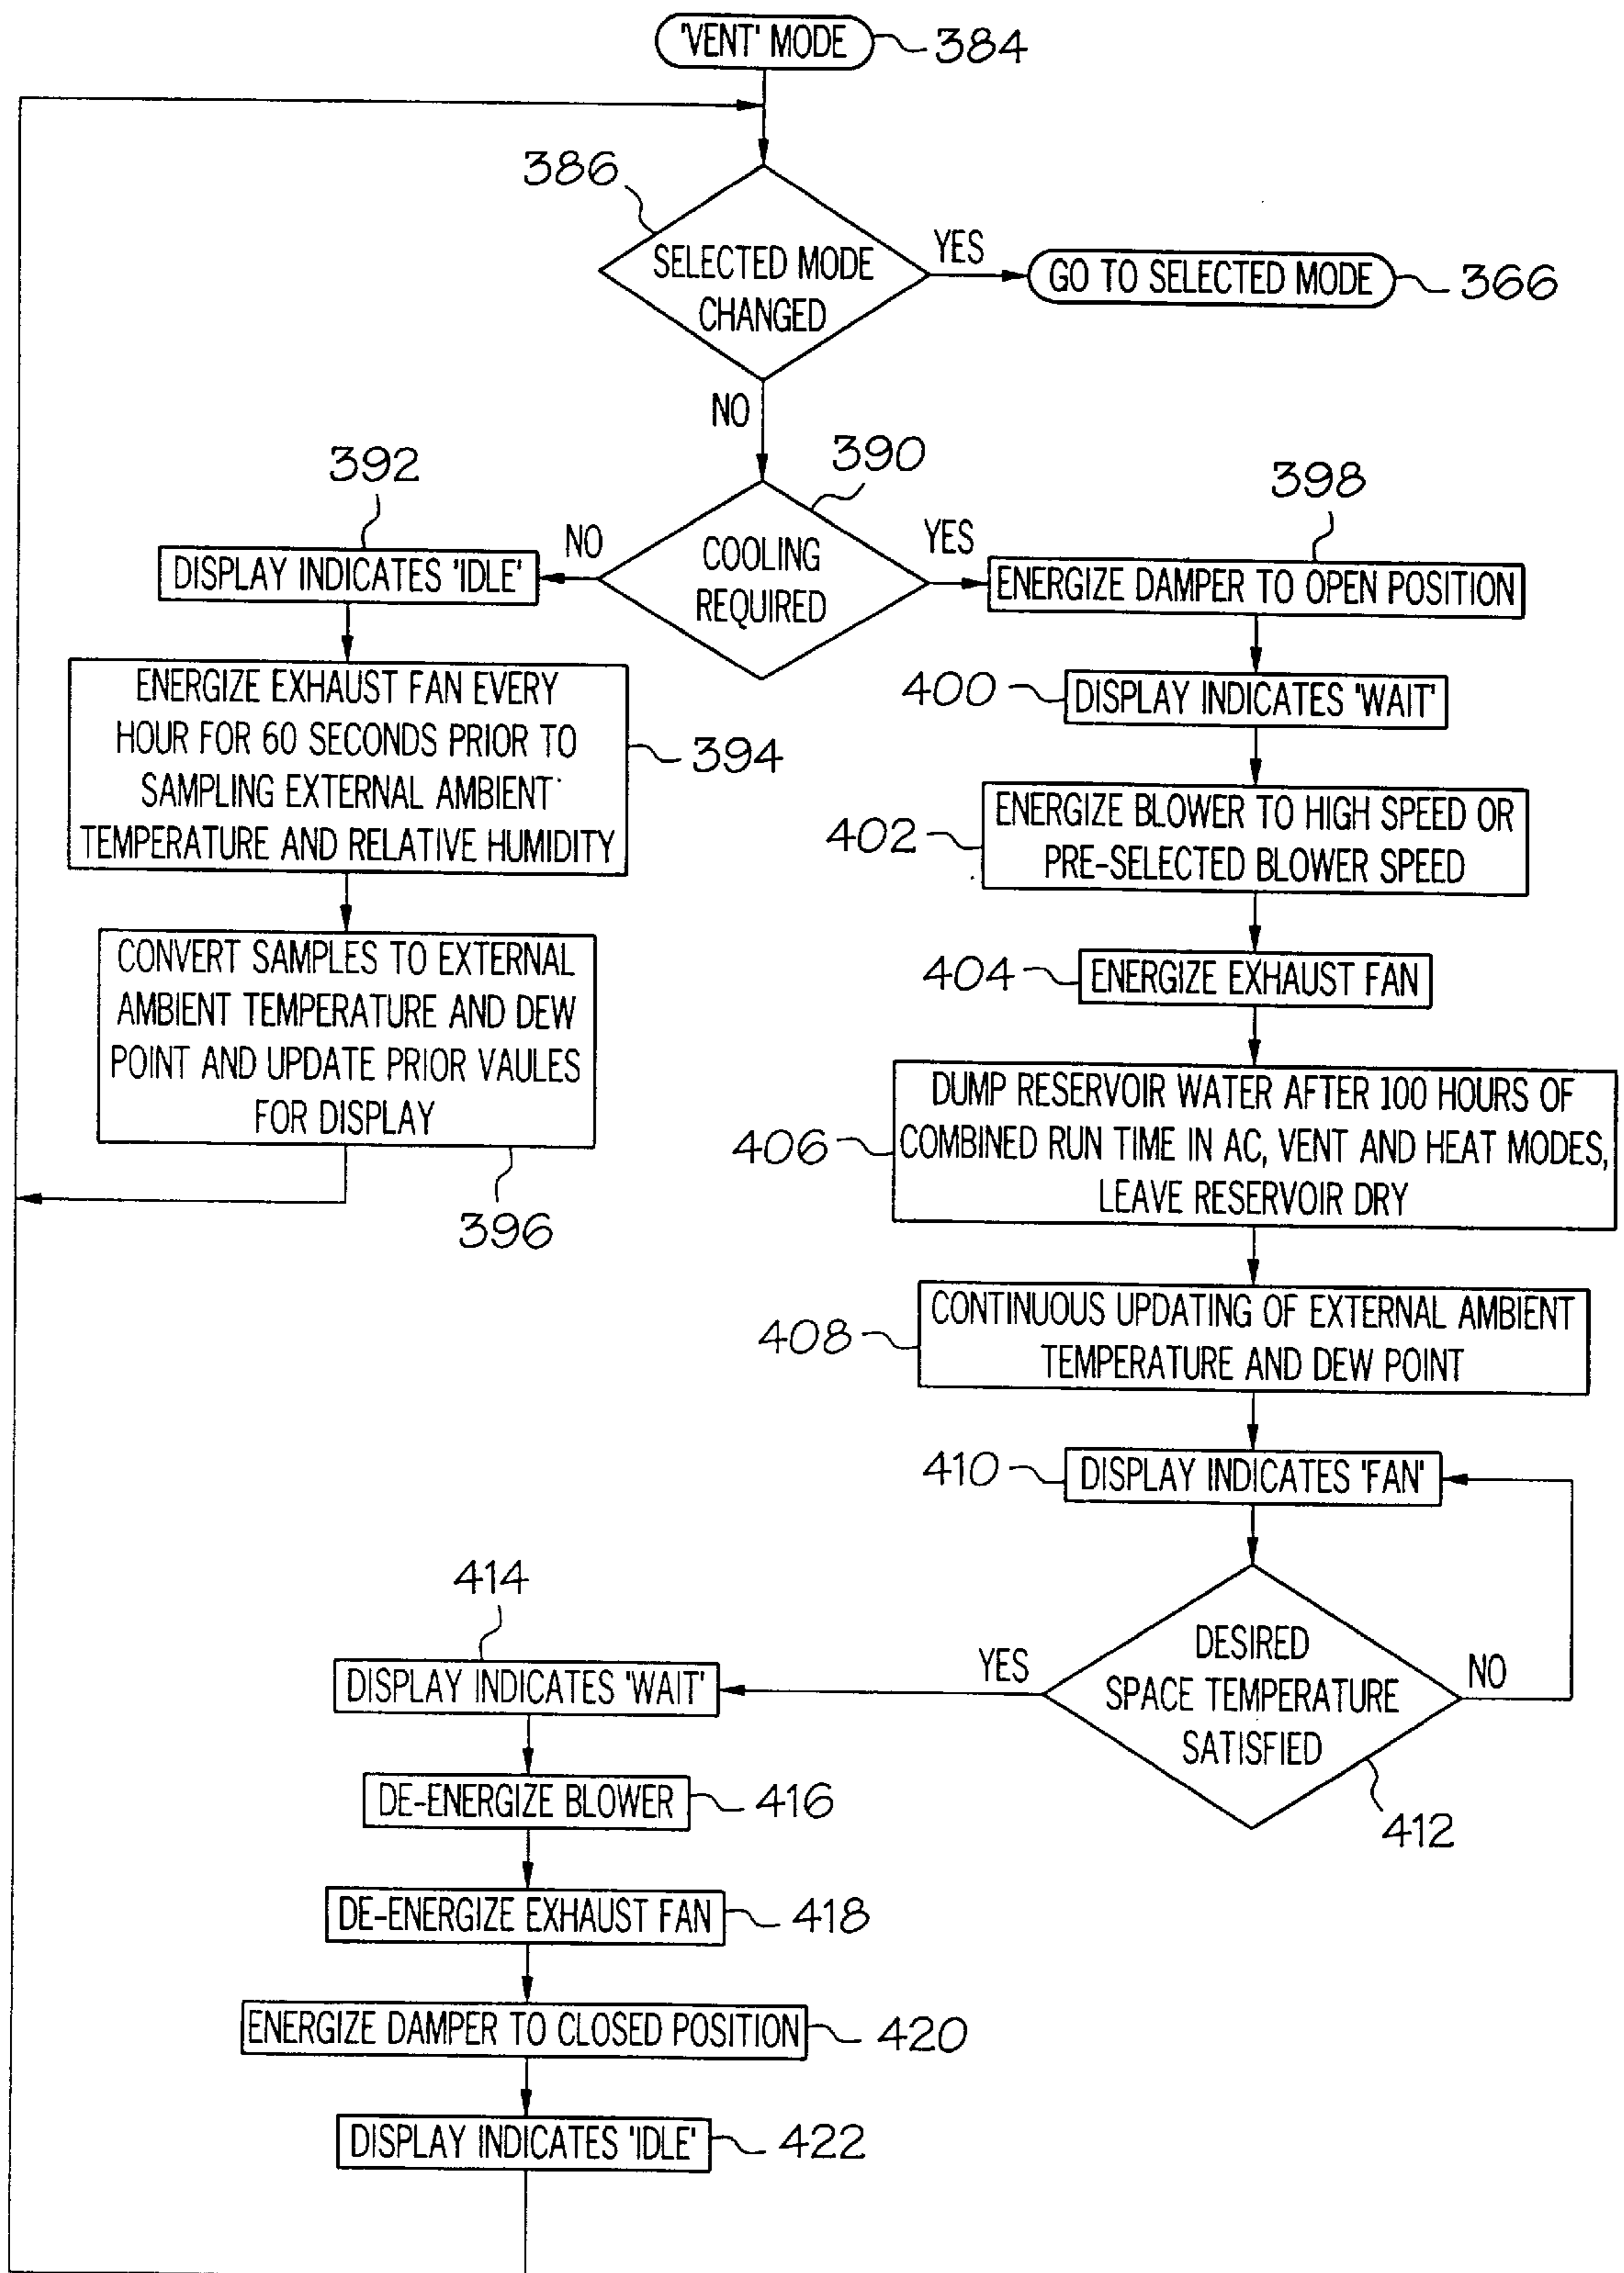 'VENT' MODE
384
386
SELECTED MODE
CHANGED
YES
GO TO SELECTED MODE
366
NO
390
COOLING
REQUIRED
NO
392
DISPLAY INDICATES 'IDLE'
ENERGIZE EXHAUST FAN EVERY
HOUR FOR 60 SECONDS PRIOR TO
SAMPLING EXTERNAL AMBIENT
TEMPERATURE AND RELATIVE HUMIDITY
394
CONVERT SAMPLES TO EXTERNAL
AMBIENT TEMPERATURE AND DEW
POINT AND UPDATE PRIOR VAULES
FOR DISPLAY
396
YES
398
ENERGIZE DAMPER TO OPEN POSITION
400
DISPLAY INDICATES 'WAIT'
402
ENERGIZE BLOWER TO HIGH SPEED OR
PRE-SELECTED BLOWER SPEED
404
ENERGIZE EXHAUST FAN
406
DUMP RESERVOIR WATER AFTER 100 HOURS OF
COMBINED RUN TIME IN AC, VENT AND HEAT MODES,
LEAVE RESERVOIR DRY
408
CONTINUOUS UPDATING OF EXTERNAL AMBIENT
TEMPERATURE AND DEW POINT
410
DISPLAY INDICATES 'FAN'
DESIRED
SPACE TEMPERATURE
SATISFIED
412
NO
YES
414
DISPLAY INDICATES 'WAIT'
DE-ENERGIZE BLOWER
416
DE-ENERGIZE EXHAUST FAN
418
ENERGIZE DAMPER TO CLOSED POSITION
420
DISPLAY INDICATES 'IDLE'
422